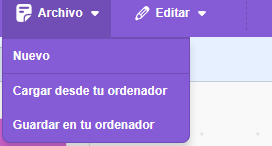 Archivo Editar
Nuevo
Cargar desde tu ordenador
Guardar en tu ordenador